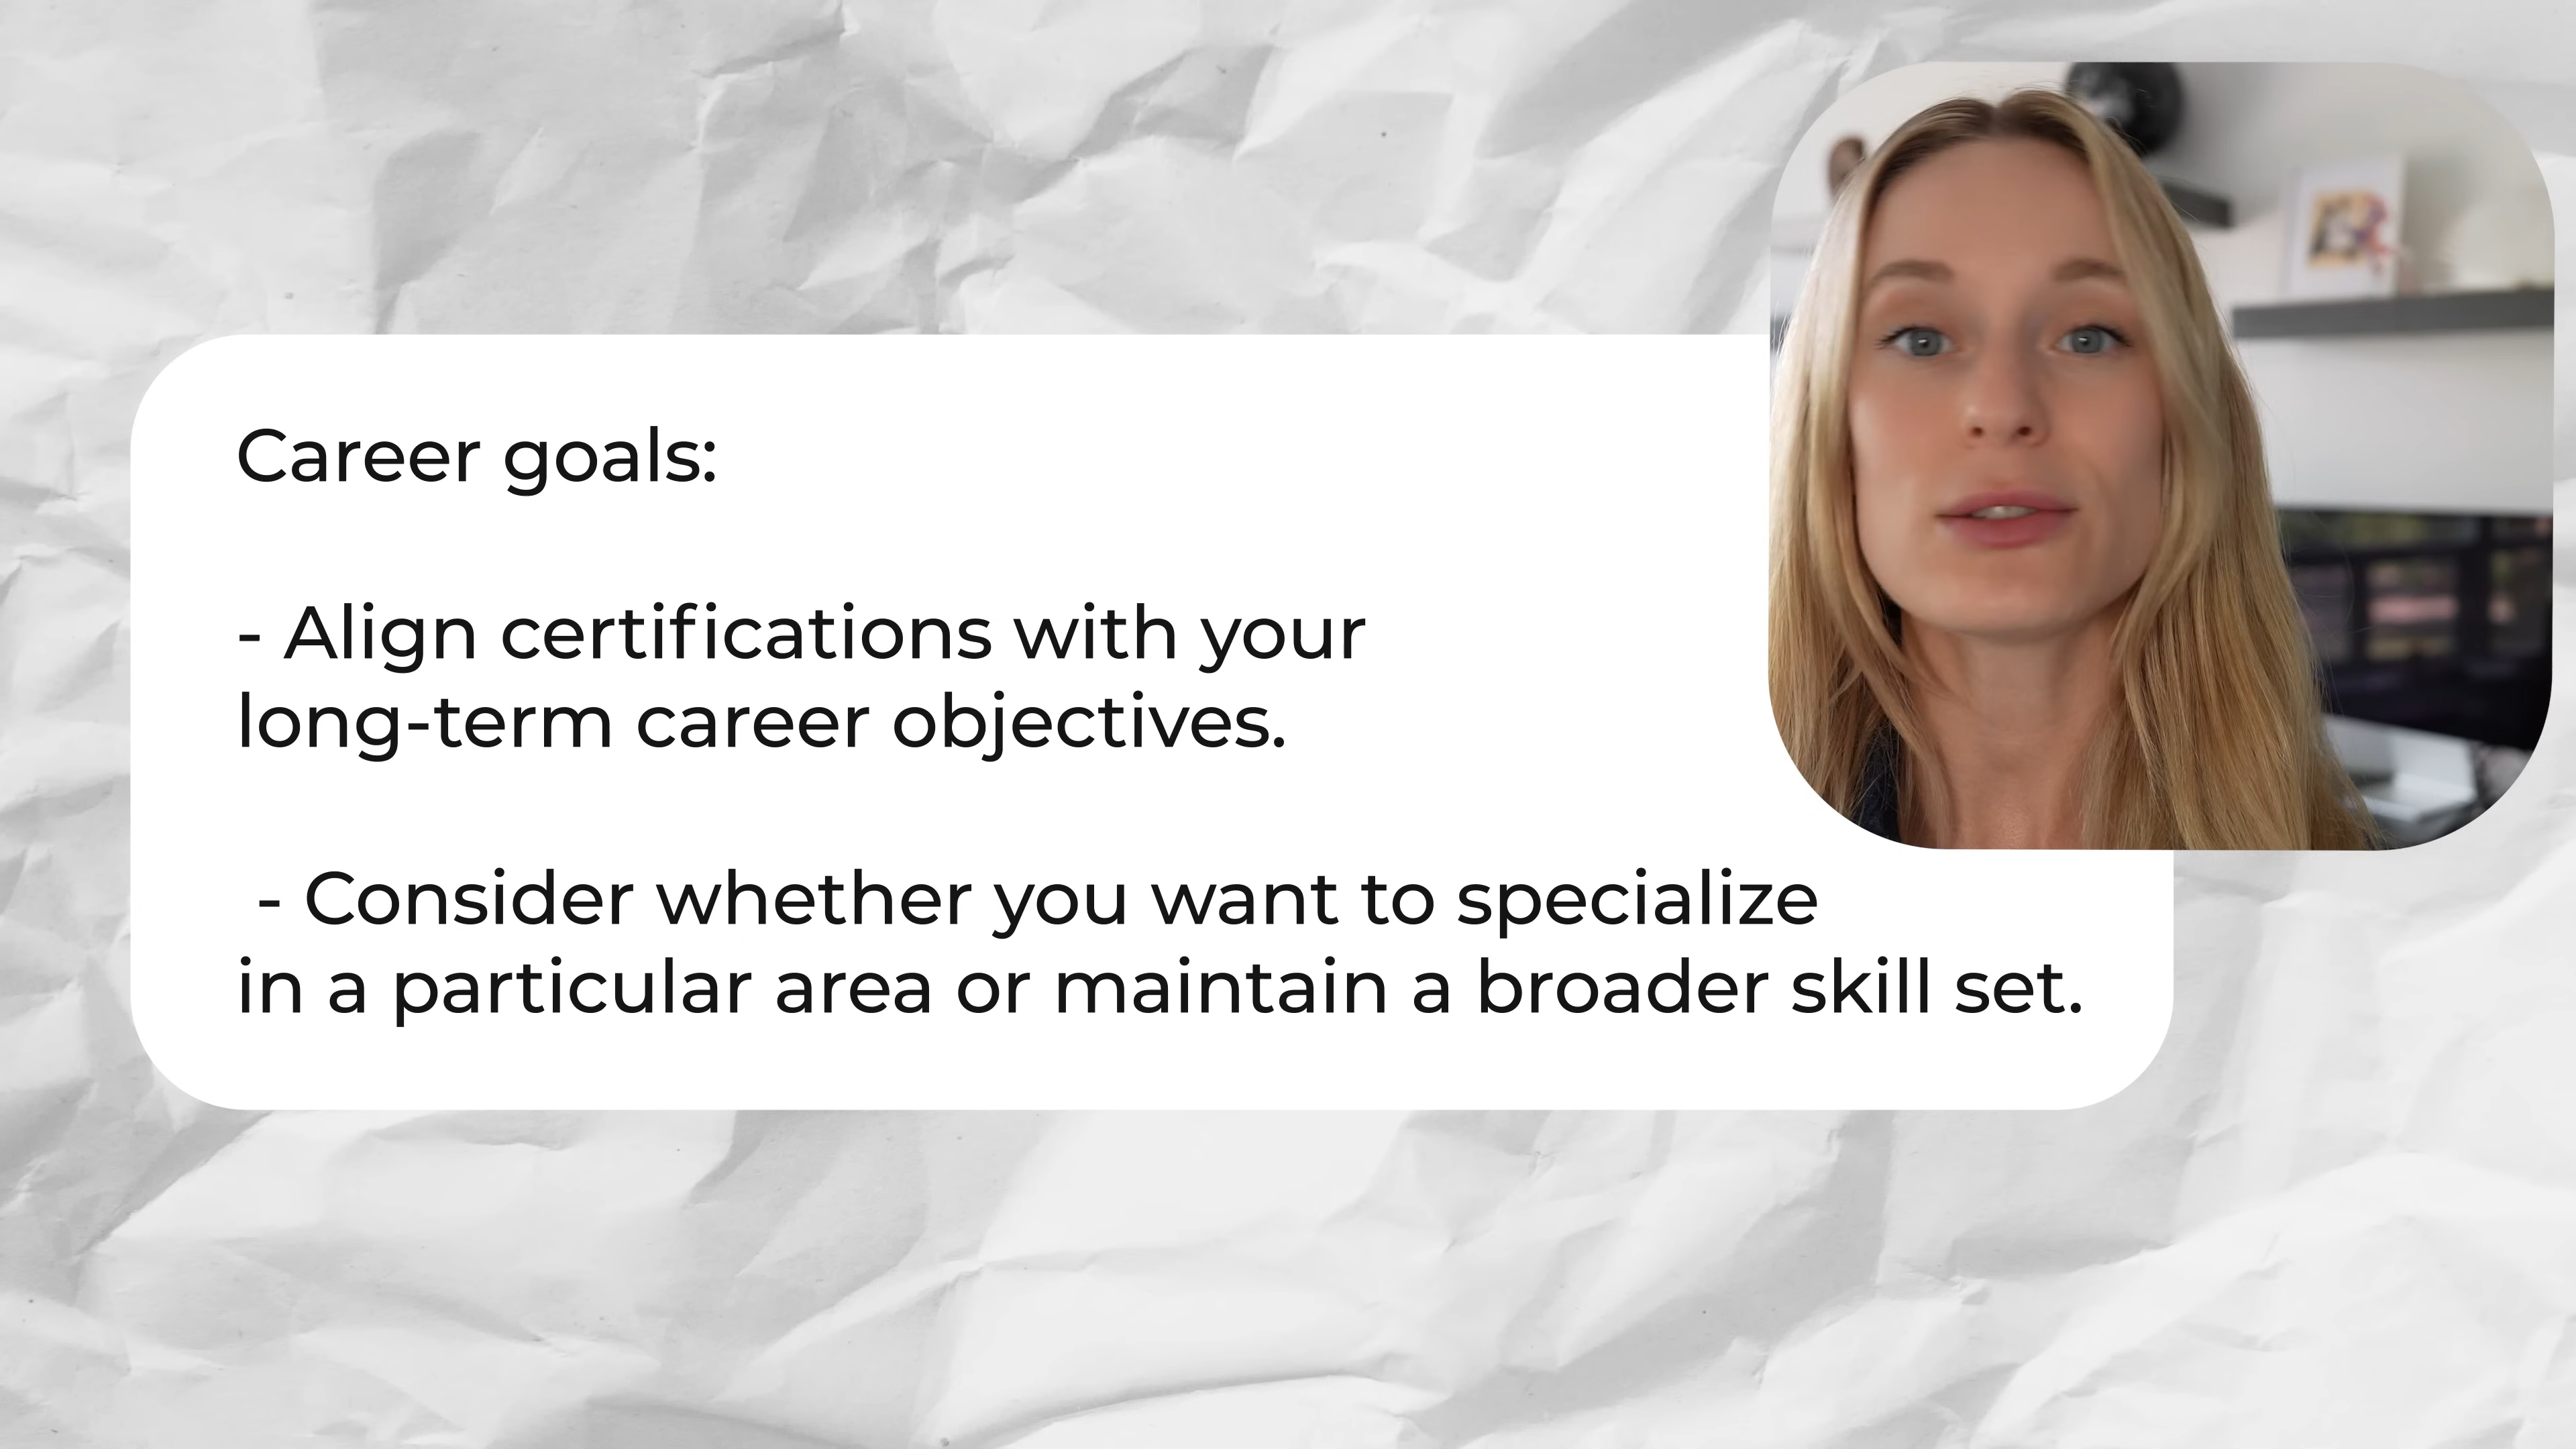 Career goals:
- Align certifications with your
long-term career objectives.
- Consider whether you want to specialize
in a particular area or maintain a broader skill set.